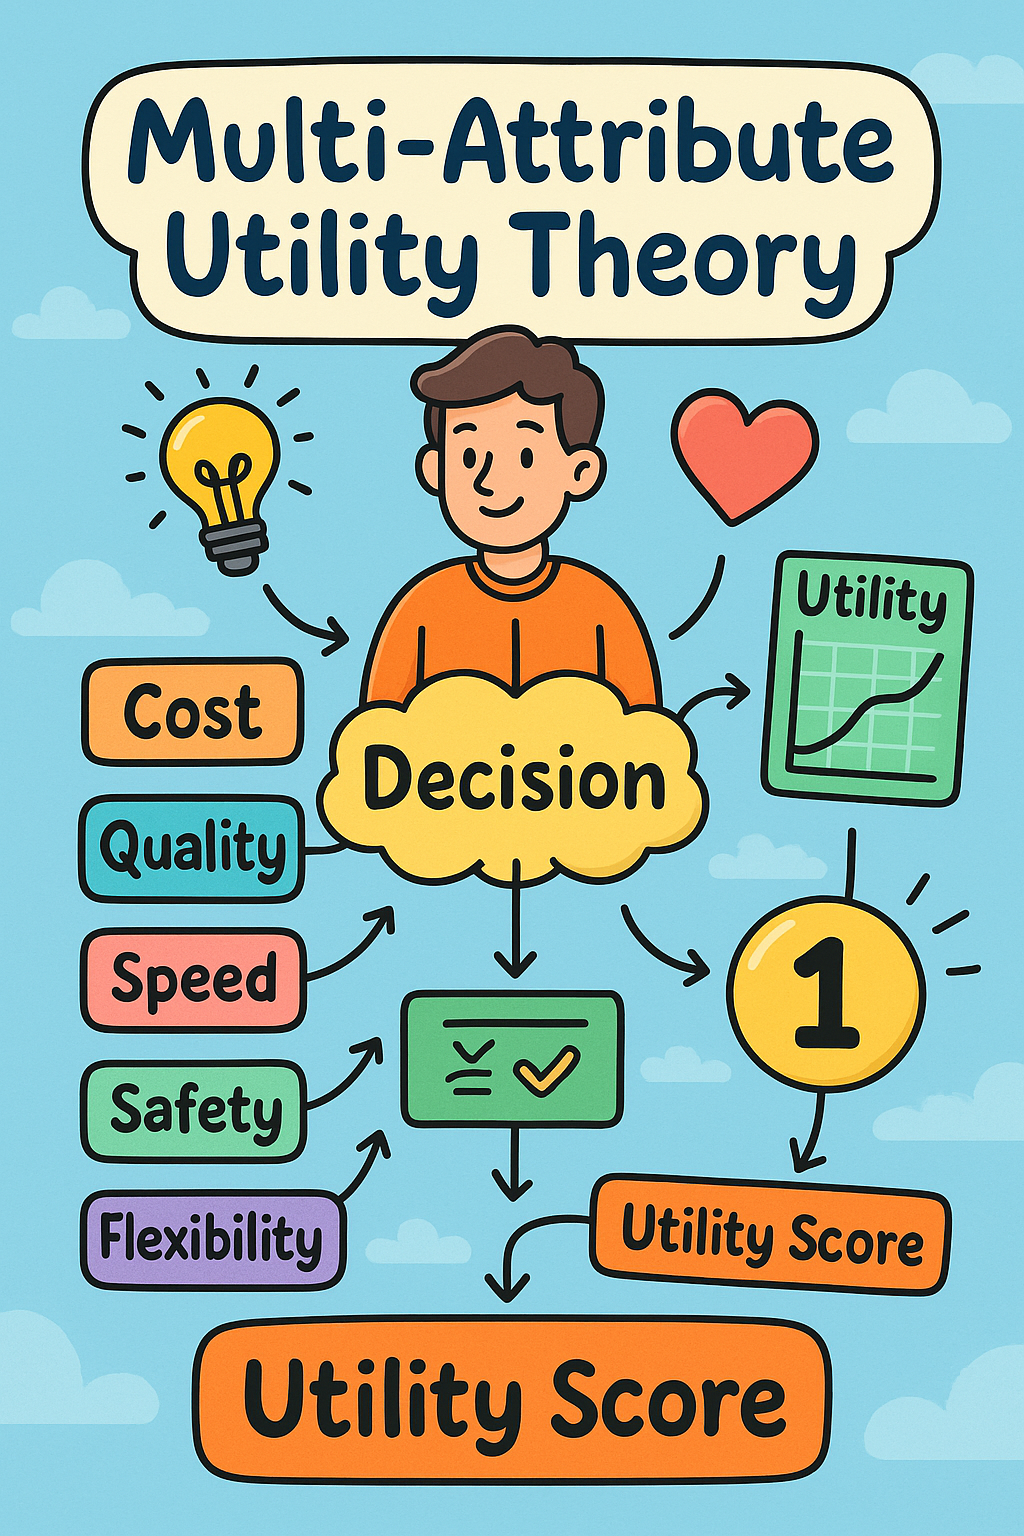 Multi-Attribute
Utility Theory
Utility
Cost
Decision
Quality
Speed
1
Safety
Flexibility
Utility Score
Utility Score